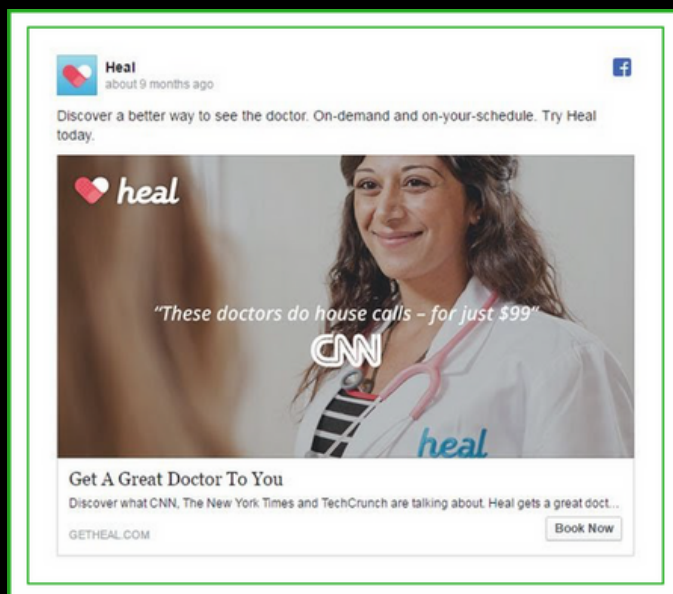 Heal
about 9 months ago
Discover a better way to see the doctor. On-demand and on-your-schedule. Try Heal
today.
heal
“These doctors do house calls – for just $99”
CNN
heal
Get A Great Doctor To You
Discover what CNN, The New York Times and TechCrunch are talking about. Heal gets a great doct...
GETHEAL.COM
Book Now